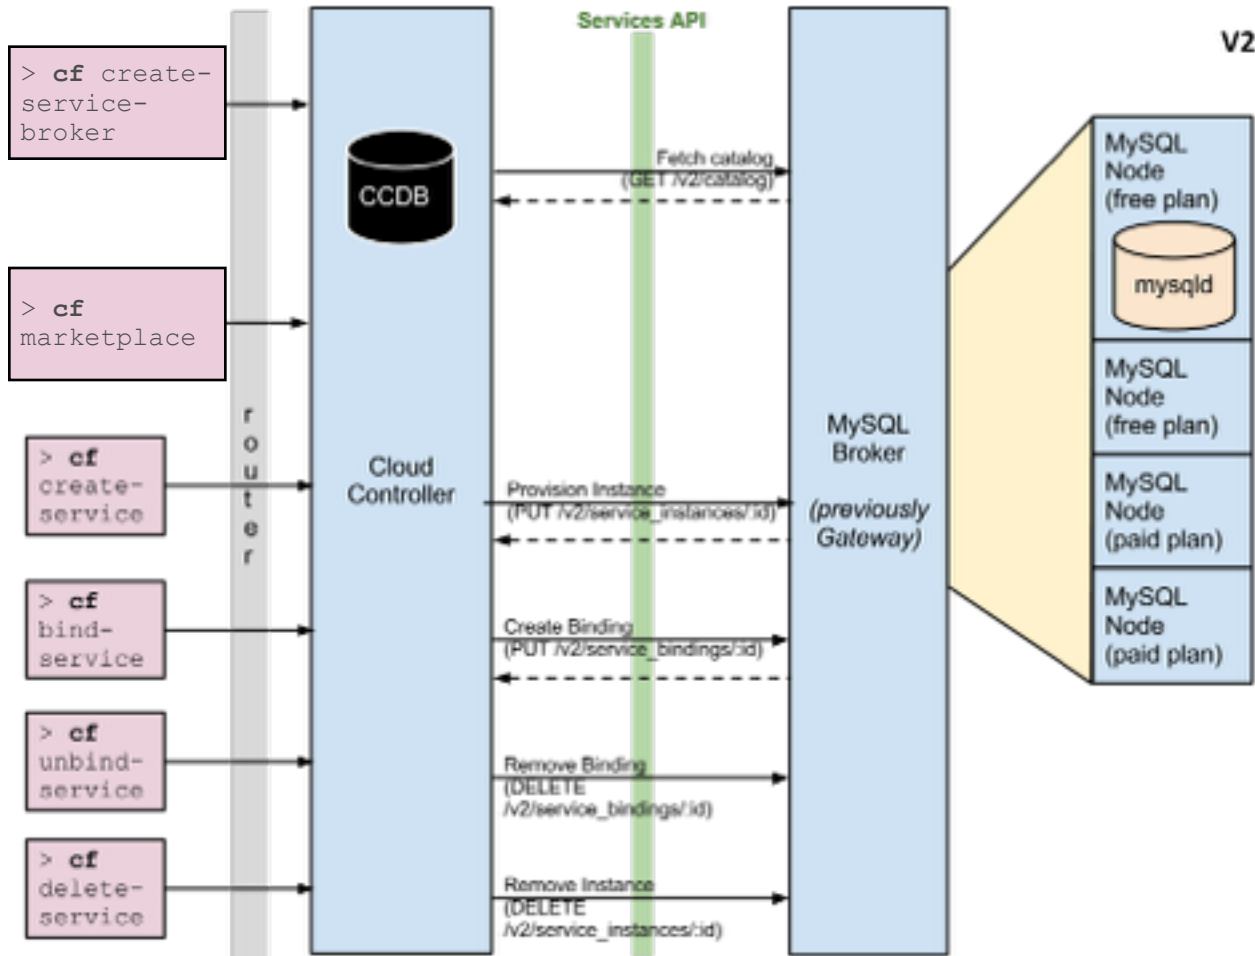 Services API
V2
> cf create-
service-
broker
Fetch catalog
(GET /v2/catalog)
CCDB
MySQL
Node
(free plan)
mysqld
> cf
marketplace
MySQL
Node
(free plan)
router
> cf
create-
service
Cloud
Controller
Provision Instance
(PUT /v2/service_instances/:id)
MySQL
Broker
(previously
Gateway)
MySQL
Node
(paid plan)
> cf
bind-
service
Create Binding
(PUT /v2/service_bindings/:id)
MySQL
Node
(paid plan)
> cf
unbind-
service
Remove Binding
(DELETE
/v2/service_bindings/:id)
> cf
delete-
service
Remove Instance
(DELETE
/v2/service_instances/:id)